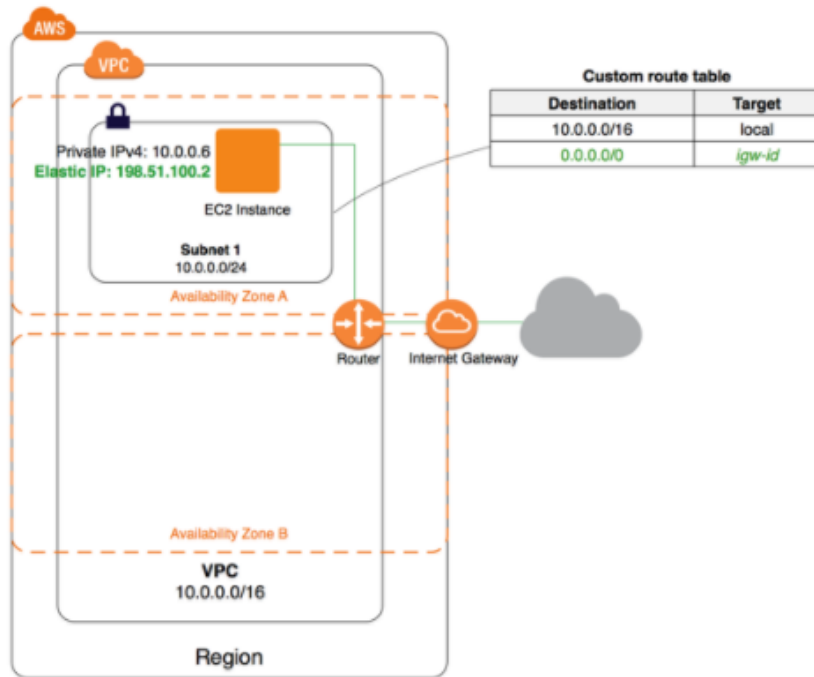 AWS
VPC
Custom route table
Destination Target
10.0.0.0/16 local
0.0.0.0/0 igw-id
Private IPv4: 10.0.0.6
Elastic IP: 198.51.100.2
EC2 Instance
Subnet 1
10.0.0.0/24
Availability Zone A
Router
Internet Gateway
Availability Zone B
VPC
10.0.0.0/16
Region